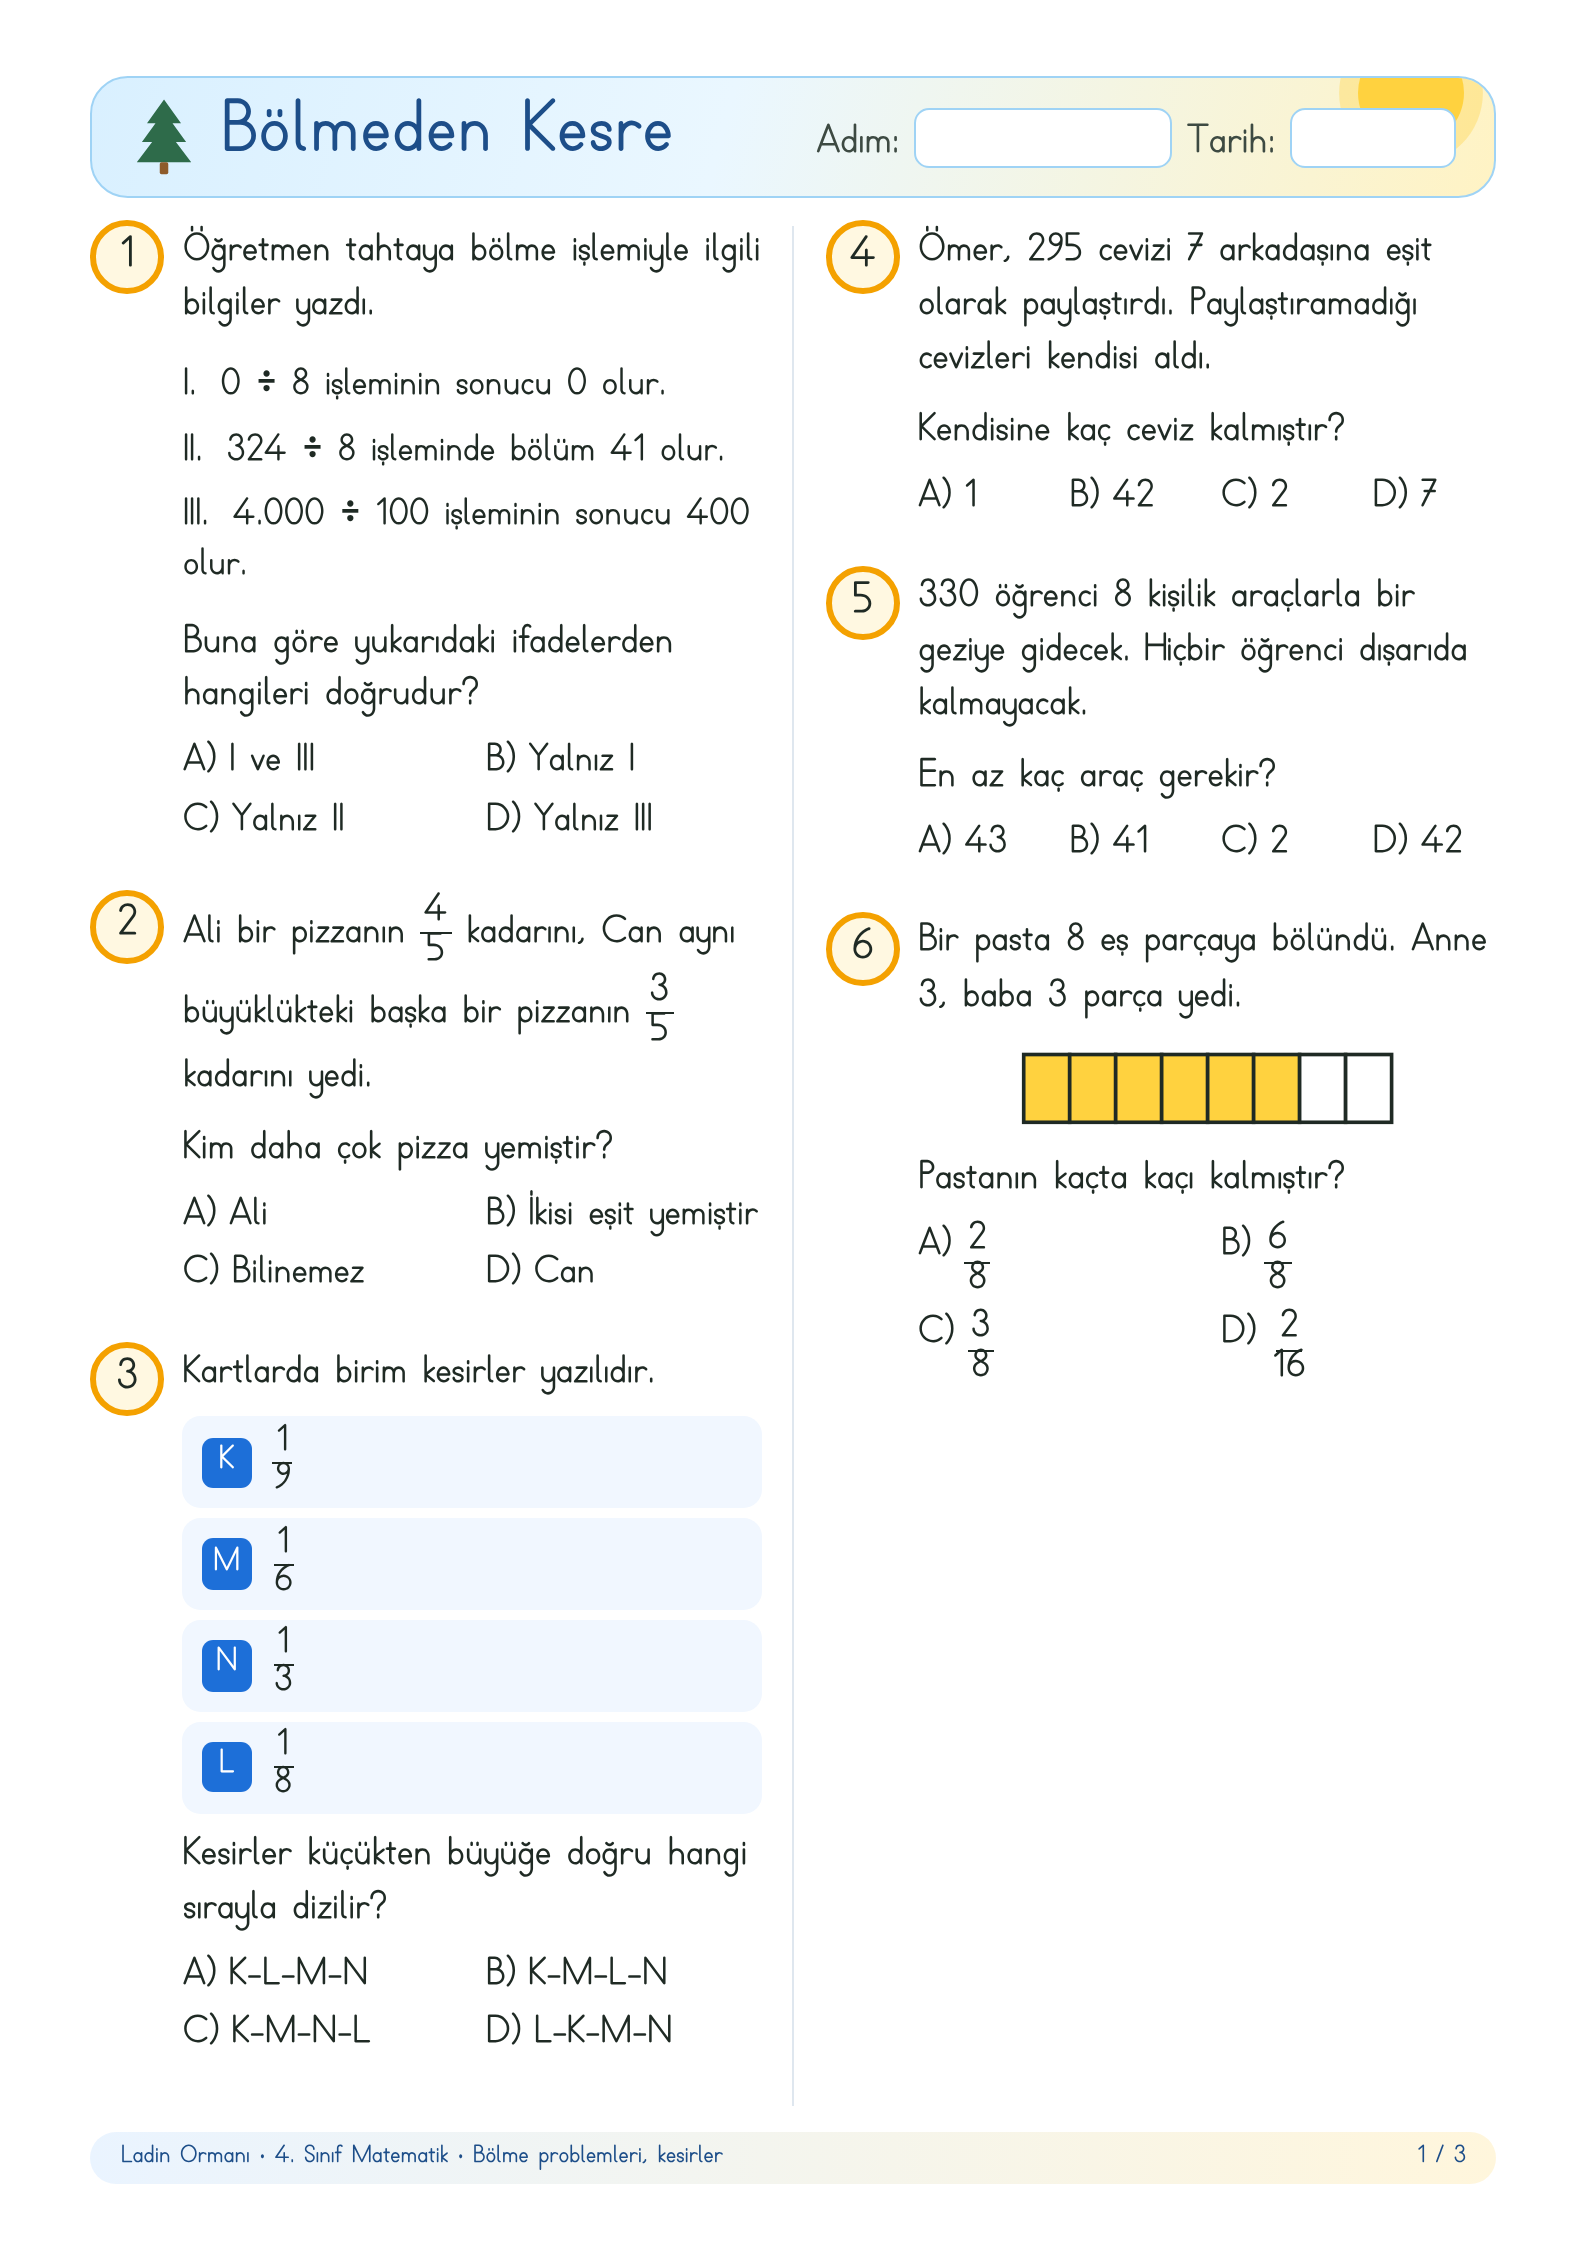 Bölmeden Kesre
Adım:
Tarih:
1
Öğretmen tahtaya bölme işlemiyle ilgili
bilgiler yazdı.
I. 0 ÷ 8 işleminin sonucu 0 olur.
II. 324 ÷ 8 işleminde bölüm 41 olur.
III. 4.000 ÷ 100 işleminin sonucu 400
olur.
Buna göre yukarıdaki ifadelerden
hangileri doğrudur?
A) I ve III B) Yalnız I
C) Yalnız II D) Yalnız III
2
Ali bir pizzanın 4/5 kadarını, Can aynı
büyüklükteki başka bir pizzanın 3/5
kadarını yedi.
Kim daha çok pizza yemiştir?
A) Ali B) İkisi eşit yemiştir
C) Bilinemez D) Can
3
Kartlarda birim kesirler yazılıdır.
K 1/9
M 1/6
N 1/3
L 1/8
Kesirler küçükten büyüğe doğru hangi
sırayla dizilir?
A) K-L-M-N B) K-M-L-N
C) K-M-N-L D) L-K-M-N
4
Ömer, 295 cevizi 7 arkadaşına eşit
olarak paylaştırdı. Paylaştıramadığı
cevizleri kendisi aldı.
Kendisine kaç ceviz kalmıştır?
A) 1 B) 42 C) 2 D) 7
5
330 öğrenci 8 kişilik araçlarla bir
geziye gidecek. Hiçbir öğrenci dışarıda
kalmayacak.
En az kaç araç gerekir?
A) 43 B) 41 C) 2 D) 42
6
Bir pasta 8 eş parçaya bölündü. Anne
3, baba 3 parça yedi.
Pastanın kaçta kaçı kalmıştır?
A) 2/8 B) 6/8
C) 3/8 D) 2/16
Ladin Ormanı • 4. Sınıf Matematik • Bölme problemleri, kesirler
1 / 3